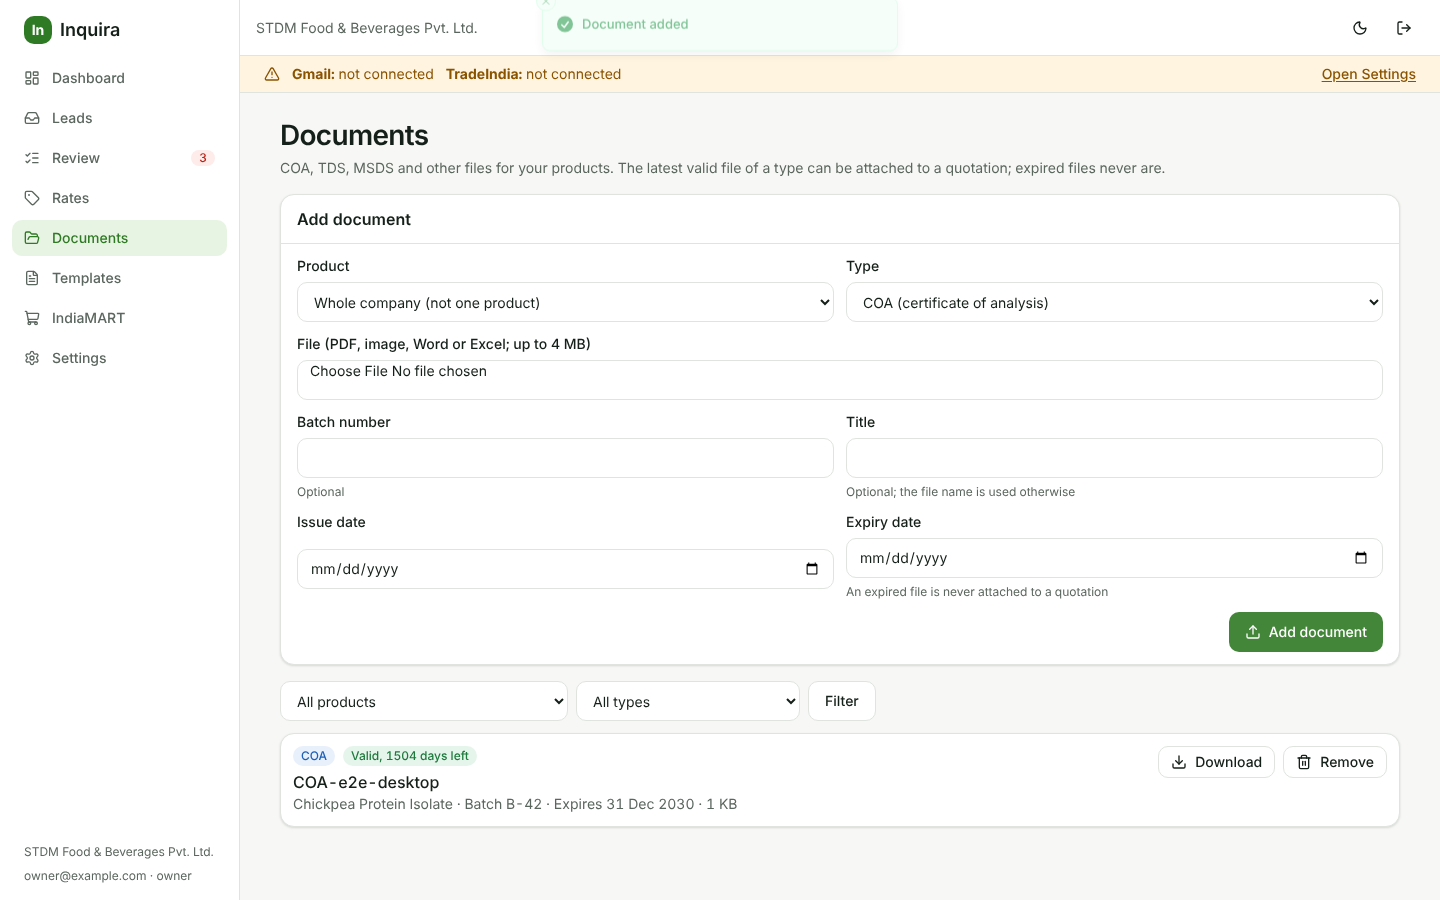 In Inquira
STDM Food & Beverages Pvt. Ltd.
Document added
Gmail: not connected TradeIndia: not connected
Open Settings
Dashboard
Leads
Review 3
Rates
Documents
Templates
IndiaMART
Settings
Documents
COA, TDS, MSDS and other files for your products. The latest valid file of a type can be attached to a quotation; expired files never are.
Add document
Product
Type
Whole company (not one product)
COA (certificate of analysis)
File (PDF, image, Word or Excel; up to 4 MB)
Choose File No file chosen
Batch number
Title
Optional
Optional; the file name is used otherwise
Issue date
Expiry date
mm/dd/yyyy
mm/dd/yyyy
An expired file is never attached to a quotation
Add document
All products
All types
Filter
COA Valid, 1504 days left
Download
Remove
COA-e2e-desktop
Chickpea Protein Isolate · Batch B-42 · Expires 31 Dec 2030 · 1 KB
STDM Food & Beverages Pvt. Ltd.
owner@example.com · owner